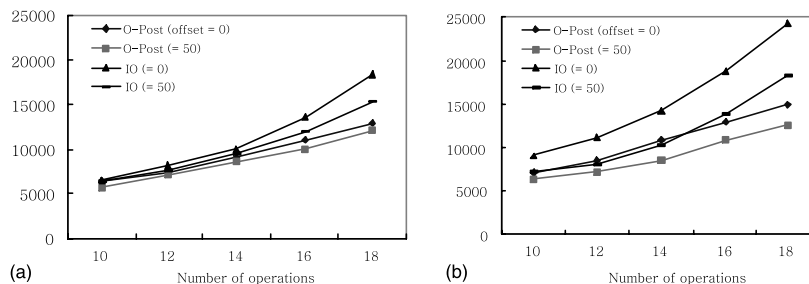 25000
20000
15000
10000
5000
0
O-Post (offset = 0)
O-Post (= 50)
IO (= 0)
IO (= 50)
10 12 14 16 18
Number of operations
(a)
25000
20000
15000
10000
5000
0
O-Post (offset = 0)
O-Post (= 50)
IO (= 0)
IO (= 50)
10 12 14 16 18
Number of operations
(b)